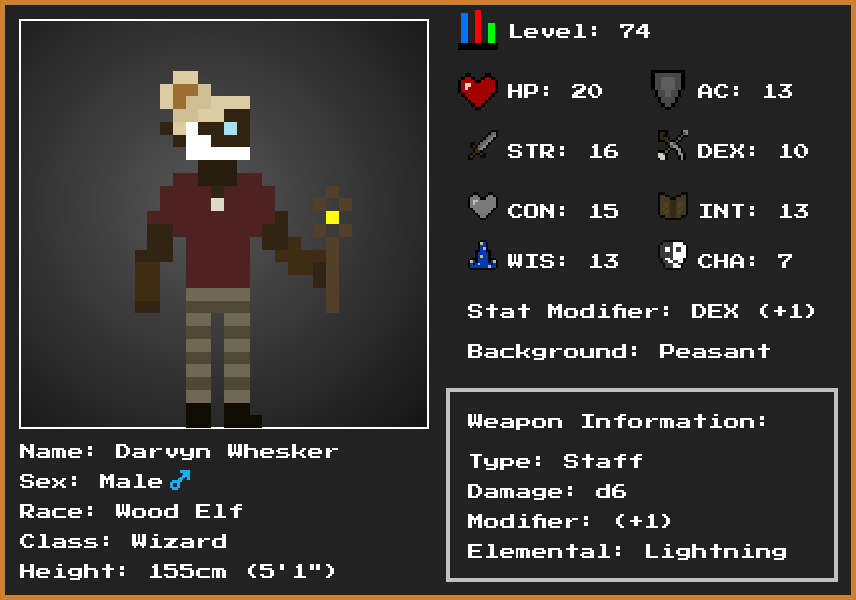 Level: 74
HP: 20 AC: 13
STR: 16 DEX: 10
CON: 15 INT: 13
WIS: 13 CHA: 7
Stat Modifier: DEX (+1)
Background: Peasant
Weapon Information:
Type: Staff
Damage: d6
Modifier: (+1)
Elemental: Lightning
Name: Darvyn Whesker
Sex: Male♂
Race: Wood Elf
Class: Wizard
Height: 155cm (5'1")